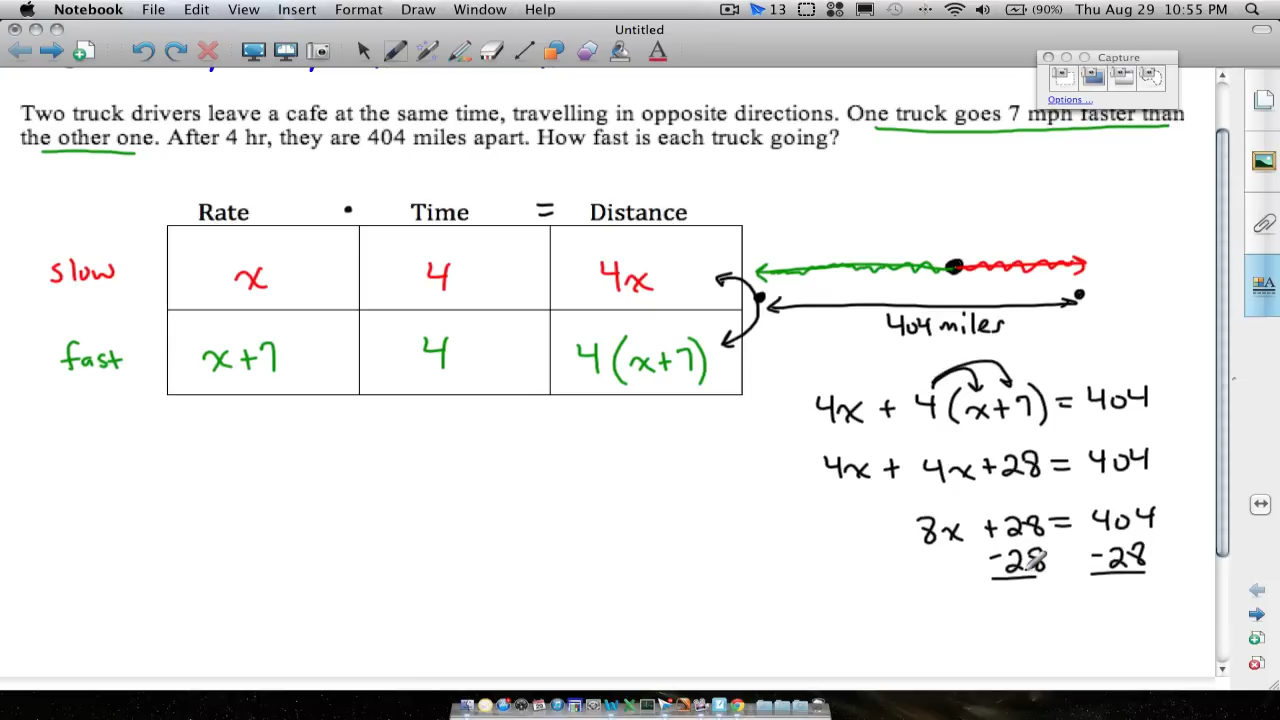 Notebook File Edit View Insert Format Draw Window Help 13 (90%) Thu Aug 29 10:55 PM
Untitled
Capture
Options ...
Two truck drivers leave a cafe at the same time, travelling in opposite directions. One truck goes 7 mph faster than
the other one. After 4 hr, they are 404 miles apart. How fast is each truck going?
Rate • Time = Distance
slow x 4 4x
404 miles
fast x+7 4 4(x+7)
4x + 4(x+7) = 404
4x + 4x+28 = 404
8x +28 = 404
-28 -28